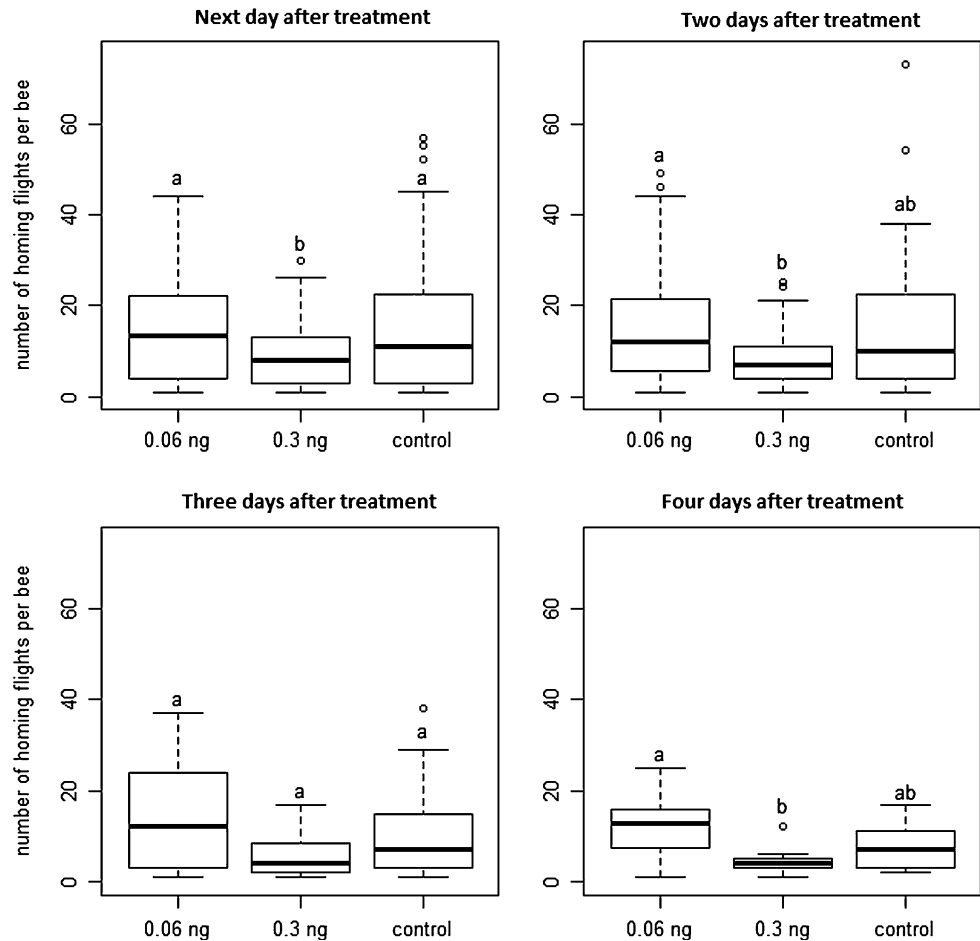 Next day after treatment
Two days after treatment
number of homing flights per bee
60
40
20
0
a
b
a
0.06 ng
0.3 ng
control
60
40
20
0
a
b
ab
0.06 ng
0.3 ng
control
Three days after treatment
Four days after treatment
number of homing flights per bee
60
40
20
0
a
a
a
0.06 ng
0.3 ng
control
60
40
20
0
a
b
ab
0.06 ng
0.3 ng
control